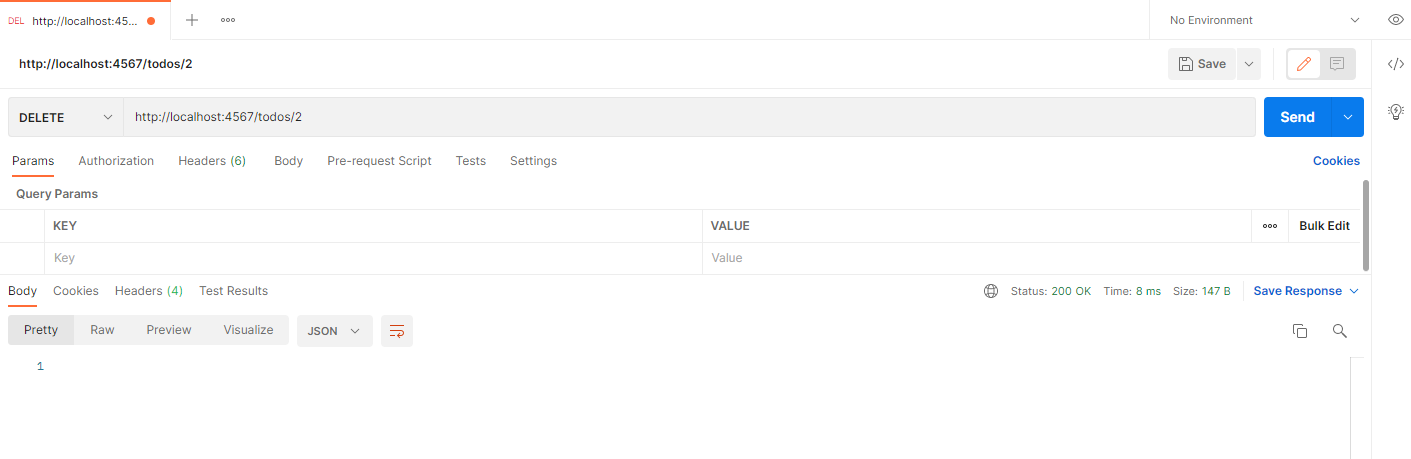 DEL http://localhost:45... No Environment
http://localhost:4567/todos/2 Save
DELETE http://localhost:4567/todos/2 Send
Params Authorization Headers (6) Body Pre-request Script Tests Settings Cookies
Query Params
KEY VALUE Bulk Edit
Key Value
Body Cookies Headers (4) Test Results Status: 200 OK Time: 8 ms Size: 147 B Save Response
Pretty Raw Preview Visualize JSON
1